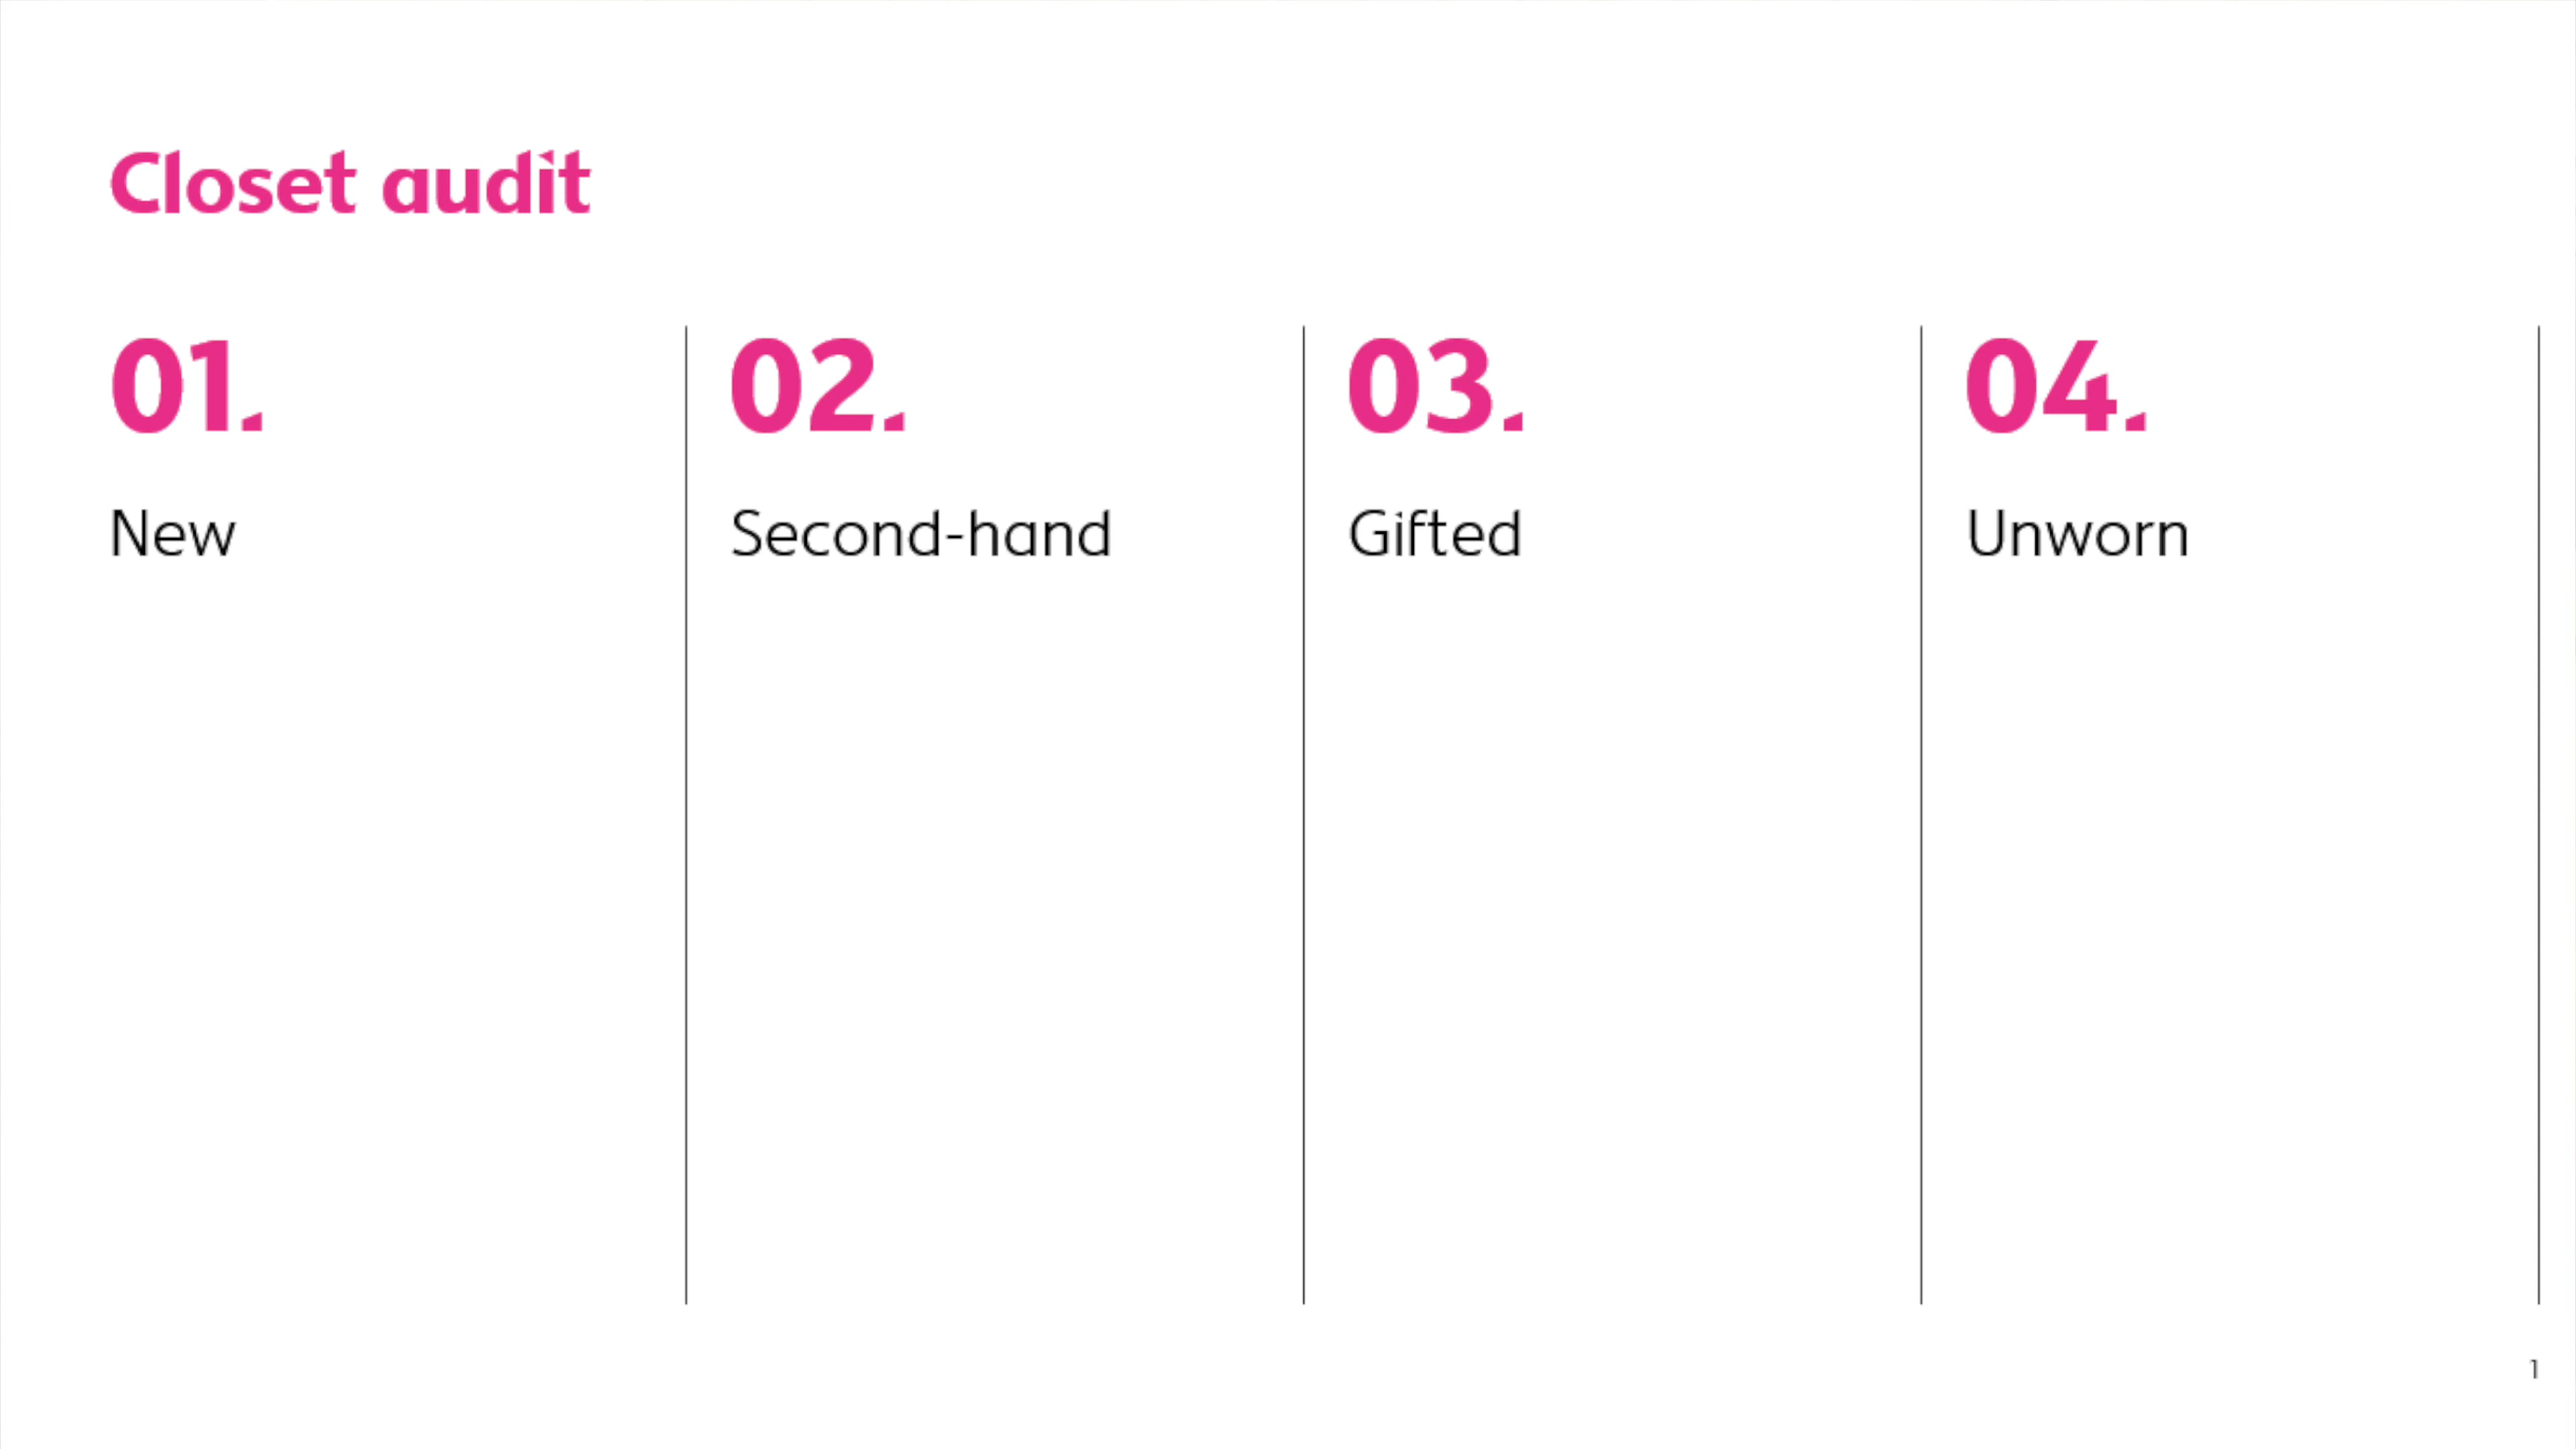 Closet audit
01.
New
02.
Second-hand
03.
Gifted
04.
Unworn
1